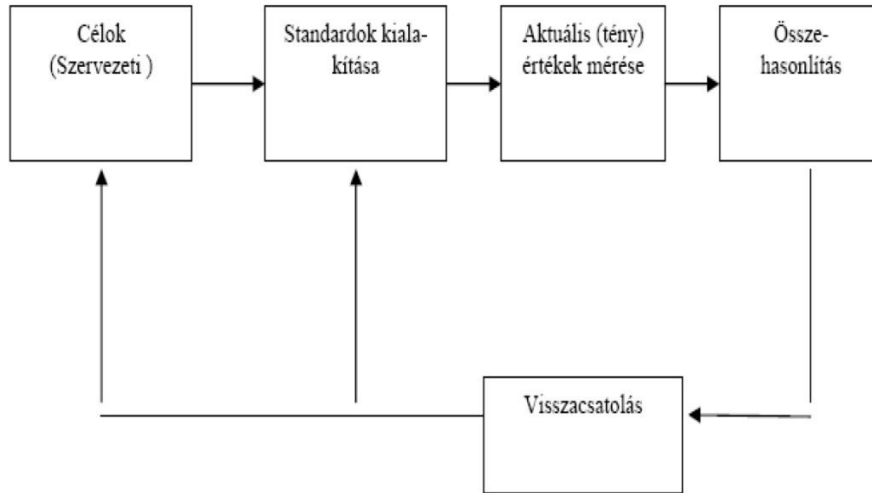 Célok
(Szervezeti )
Standardok kiala-
kítása
Aktuális (tény)
értékek mérése
Össze-
hasonlítás
Visszacsatolás